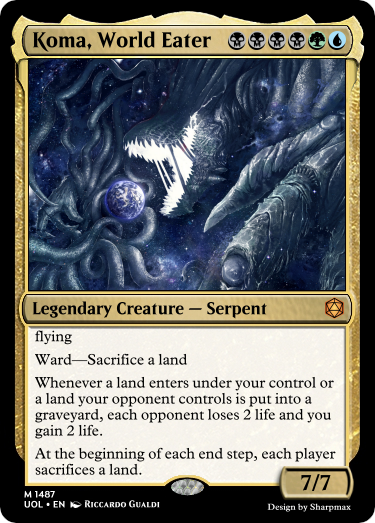 Koma, World Eater
Legendary Creature — Serpent
flying
Ward—Sacrifice a land
Whenever a land enters under your control or
a land your opponent controls is put into a
graveyard, each opponent loses 2 life and you
gain 2 life.
At the beginning of each end step, each player
sacrifices a land.
7/7
M 1487
UOL • EN Riccardo Gualdi
Design by Sharpmax